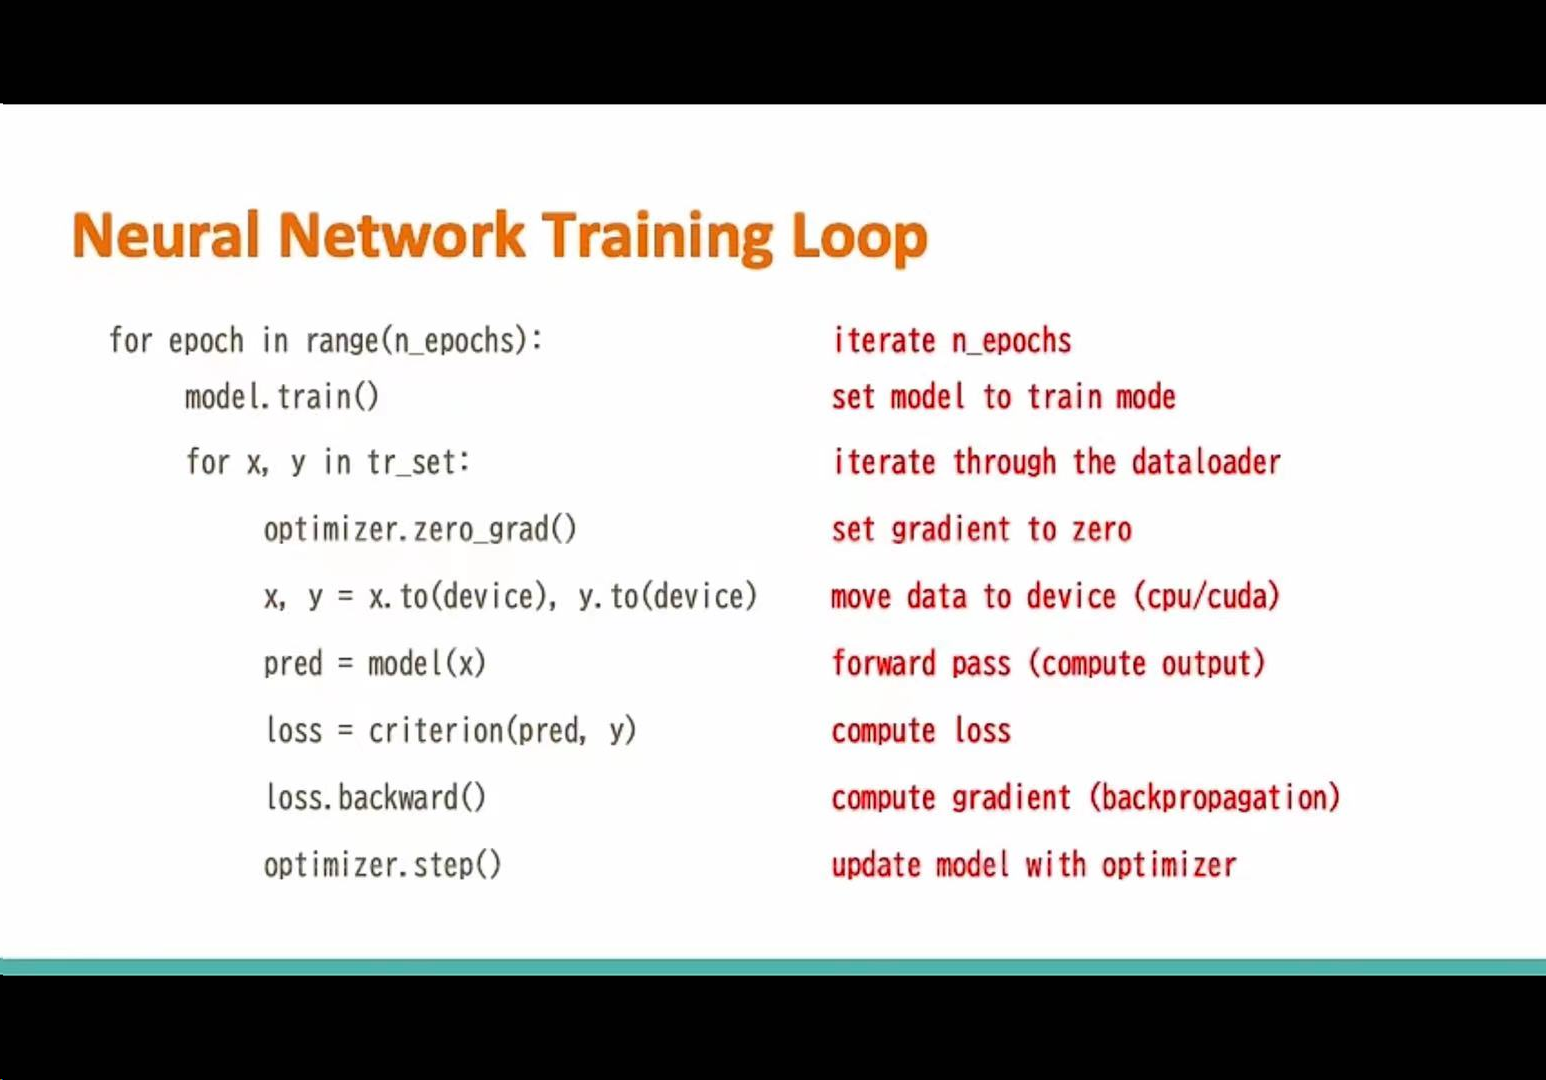 Neural Network Training Loop
for epoch in range(n_epochs): iterate n_epochs
model.train() set model to train mode
for x, y in tr_set: iterate through the dataloader
optimizer.zero_grad() set gradient to zero
x, y = x.to(device), y.to(device) move data to device (cpu/cuda)
pred = model(x) forward pass (compute output)
loss = criterion(pred, y) compute loss
loss.backward() compute gradient (backpropagation)
optimizer.step() update model with optimizer